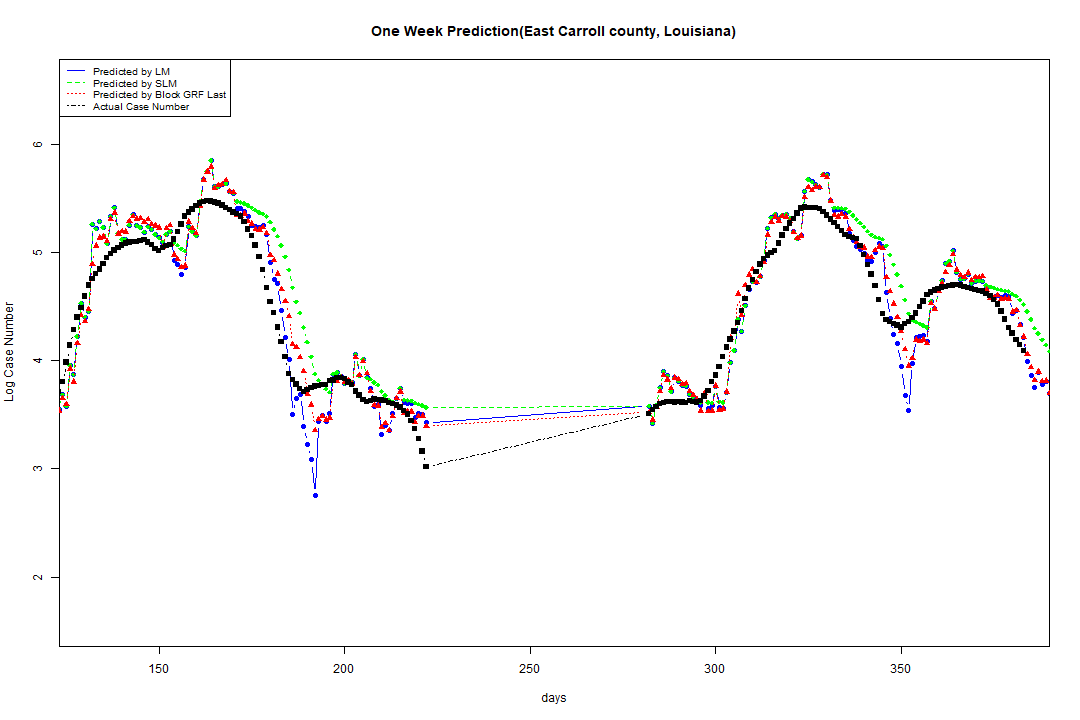 One Week Prediction(East Carroll county, Louisiana)
Predicted by LM
Predicted by SLM
Predicted by Block GRF Last
Actual Case Number
Log Case Number
6
5
4
3
2
150 200 250 300 350
days